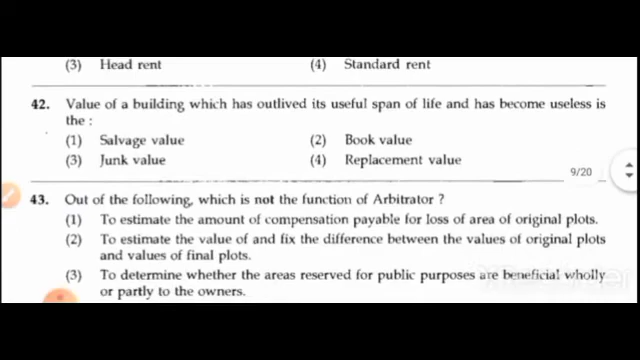 (3) Head rent (4) Standard rent
42. Value of a building which has outlived its useful span of life and has become useless is
the :
(1) Salvage value (2) Book value
(3) Junk value (4) Replacement value
9/20
43. Out of the following, which is not the function of Arbitrator ?
(1) To estimate the amount of compensation payable for loss of area of original plots.
(2) To estimate the value of and fix the difference between the values of original plots
and values of final plots.
(3) To determine whether the areas reserved for public purposes are beneficial wholly
or partly to the owners.